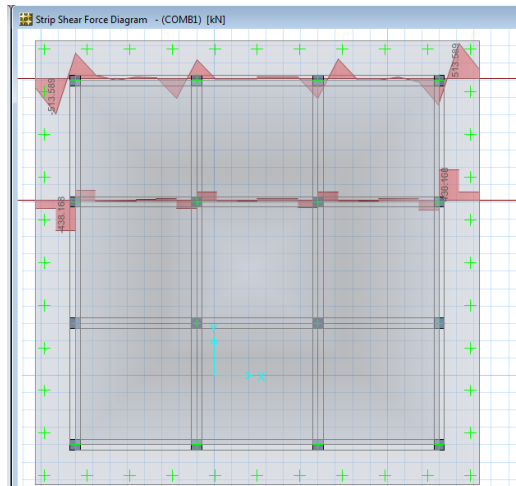 Strip Shear Force Diagram - (COMB1) [kN]
513.589
-513.589
438.168
-438.168
Y
X